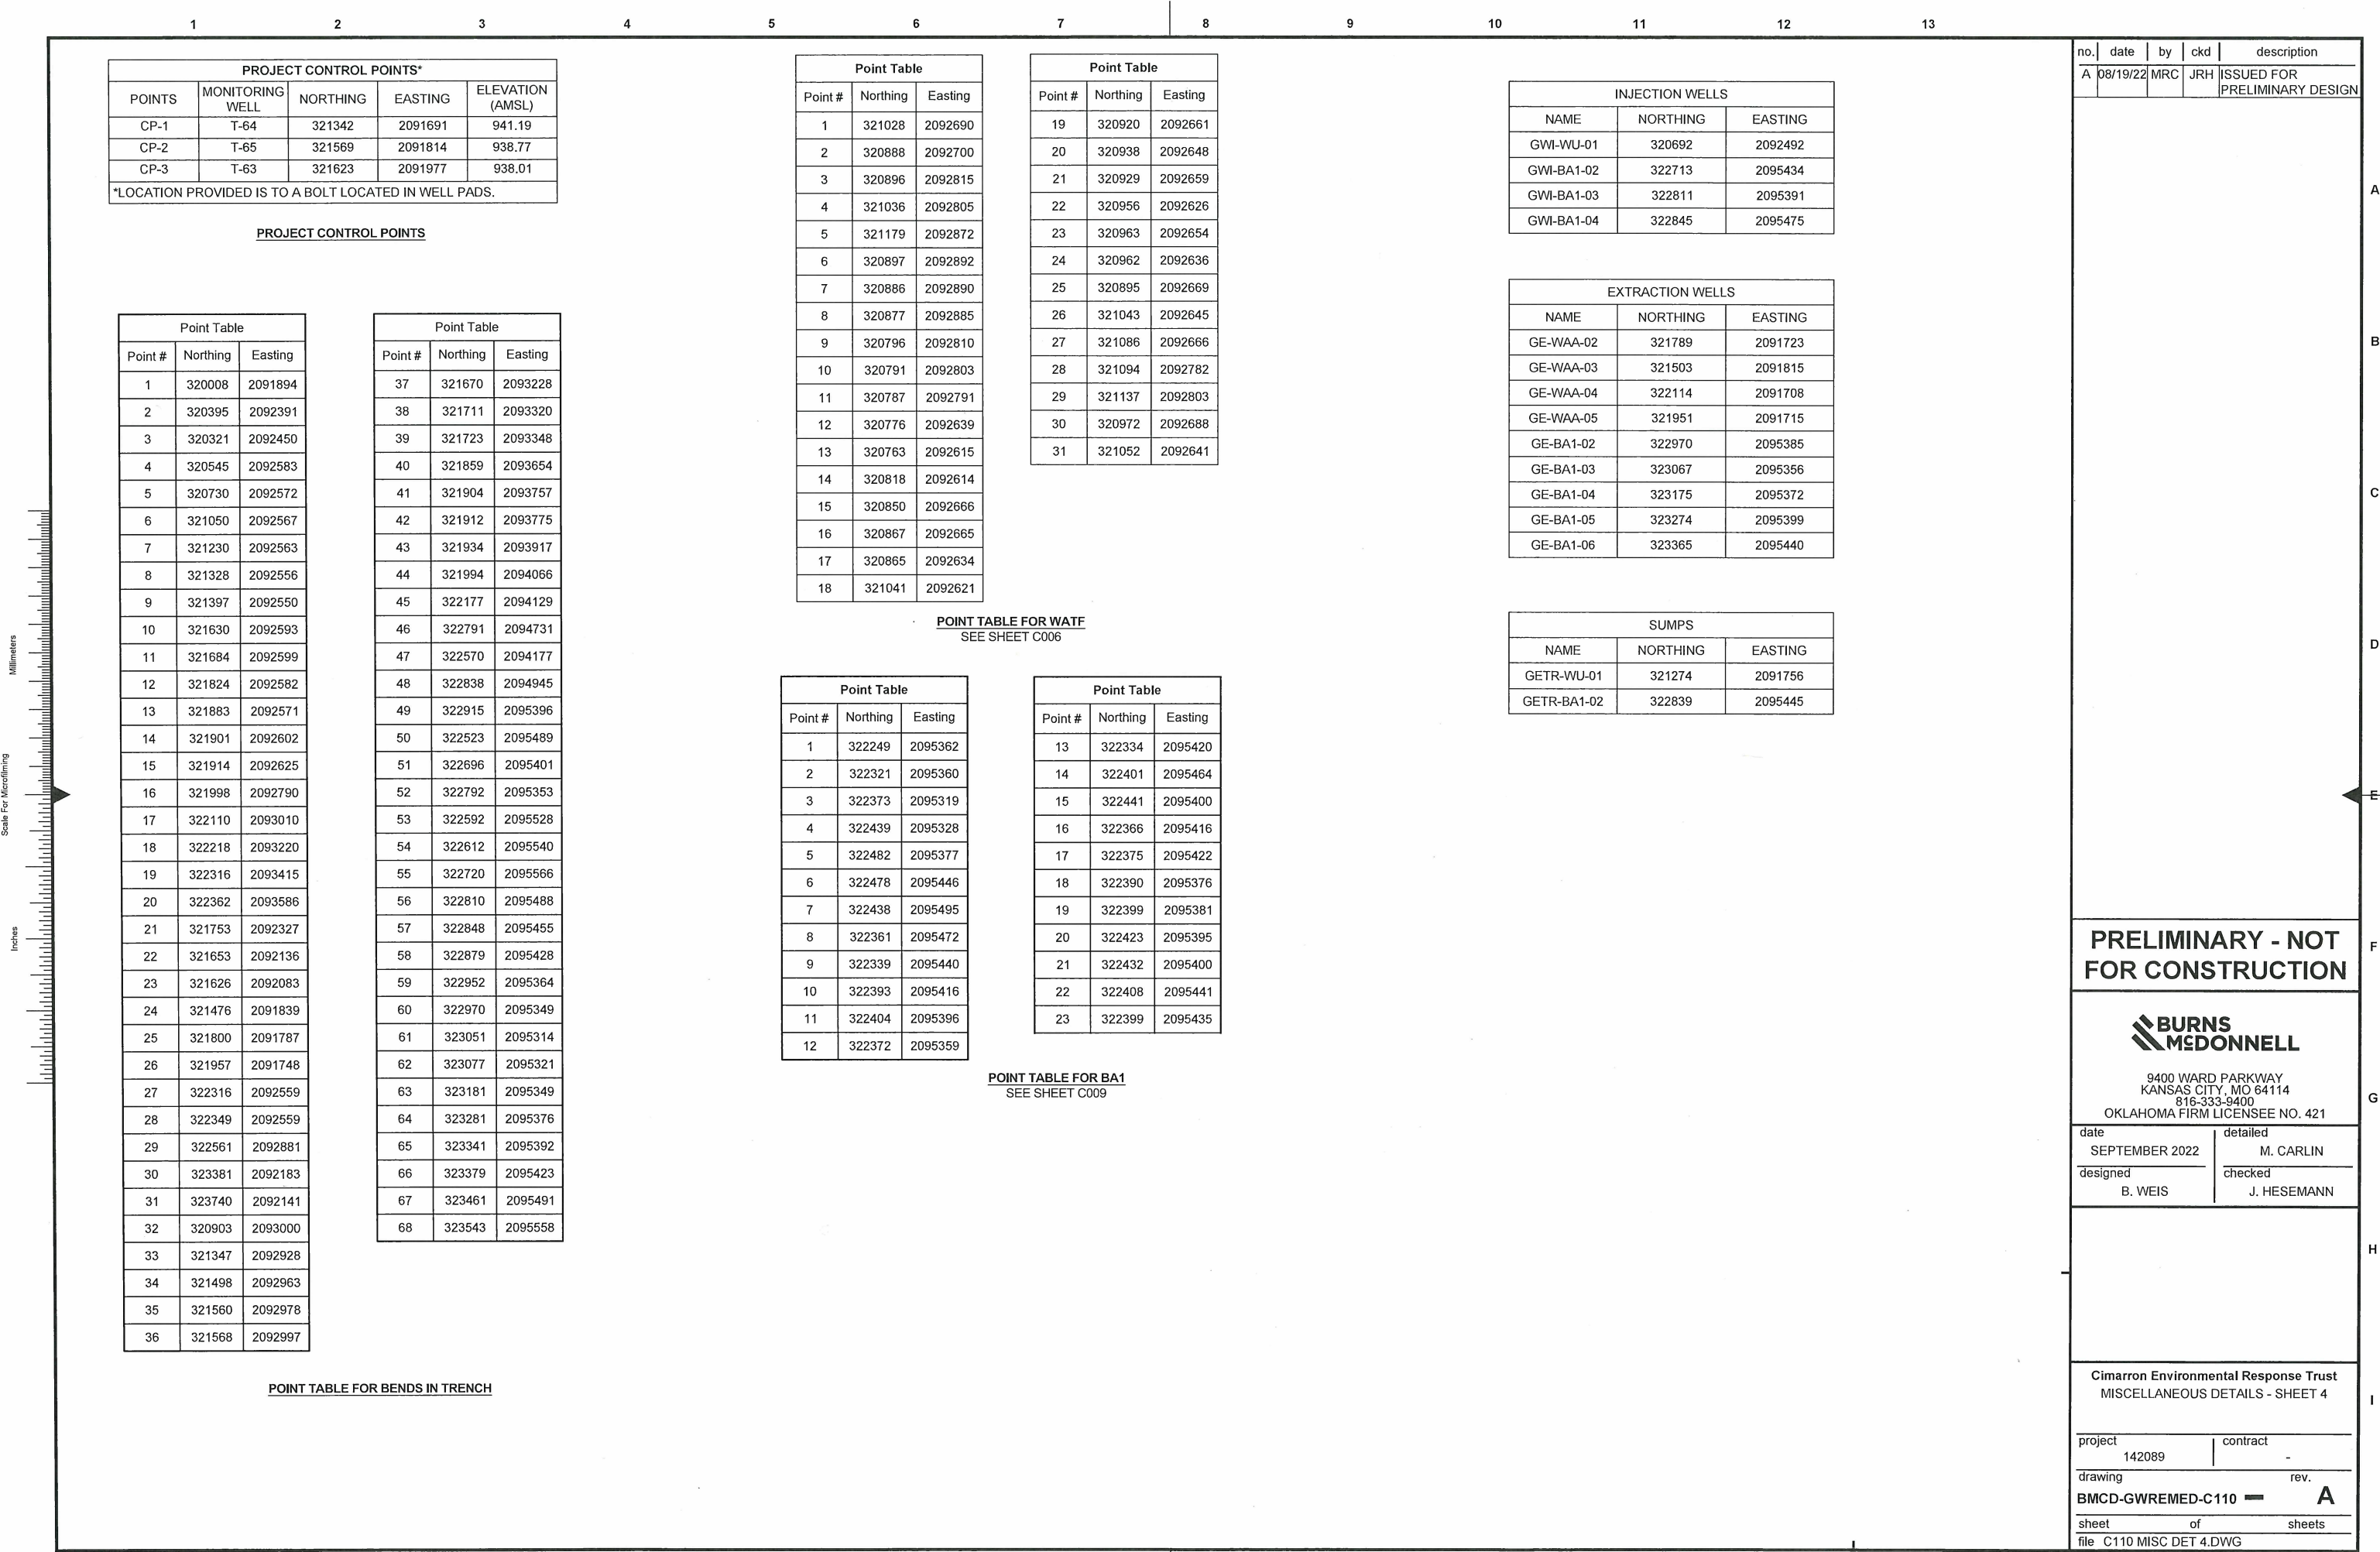 1 2 3 4 5 6 7 8 9 10 11 12 13
PROJECT CONTROL POINTS*
POINTS MONITORING WELL NORTHING EASTING ELEVATION (AMSL)
CP-1 T-64 321342 2091691 941.19
CP-2 T-65 321569 2091814 938.77
CP-3 T-63 321623 2091977 938.01
*LOCATION PROVIDED IS TO A BOLT LOCATED IN WELL PADS.
PROJECT CONTROL POINTS
Point Table
Point # Northing Easting
1 320008 2091894
2 320395 2092391
3 320321 2092450
4 320545 2092583
5 320730 2092572
6 321050 2092567
7 321230 2092563
8 321328 2092556
9 321397 2092550
10 321630 2092593
11 321684 2092599
12 321824 2092582
13 321883 2092571
14 321901 2092602
15 321914 2092625
16 321998 2092790
17 322110 2093010
18 322218 2093220
19 322316 2093415
20 322362 2093586
21 321753 2092327
22 321653 2092136
23 321626 2092083
24 321476 2091839
25 321800 2091787
26 321957 2091748
27 322316 2092559
28 322349 2092559
29 322561 2092881
30 323381 2092183
31 323740 2092141
32 320903 2093000
33 321347 2092928
34 321498 2092963
35 321560 2092978
36 321568 2092997
Point Table
Point # Northing Easting
37 321670 2093228
38 321711 2093320
39 321723 2093348
40 321859 2093654
41 321904 2093757
42 321912 2093775
43 321934 2093917
44 321994 2094066
45 322177 2094129
46 322791 2094731
47 322570 2094177
48 322838 2094945
49 322915 2095396
50 322523 2095489
51 322696 2095401
52 322792 2095353
53 322592 2095528
54 322612 2095540
55 322720 2095566
56 322810 2095488
57 322848 2095455
58 322879 2095428
59 322952 2095364
60 322970 2095349
61 323051 2095314
62 323077 2095321
63 323181 2095349
64 323281 2095376
65 323341 2095392
66 323379 2095423
67 323461 2095491
68 323543 2095558
POINT TABLE FOR BENDS IN TRENCH
Point Table
Point # Northing Easting
1 321028 2092690
2 320888 2092700
3 320896 2092815
4 321036 2092805
5 321179 2092872
6 320897 2092892
7 320886 2092890
8 320877 2092885
9 320796 2092810
10 320791 2092803
11 320787 2092791
12 320776 2092639
13 320763 2092615
14 320818 2092614
15 320850 2092666
16 320867 2092665
17 320865 2092634
18 321041 2092621
Point Table
Point # Northing Easting
19 320920 2092661
20 320938 2092648
21 320929 2092659
22 320956 2092626
23 320963 2092654
24 320962 2092636
25 320895 2092669
26 321043 2092645
27 321086 2092666
28 321094 2092782
29 321137 2092803
30 320972 2092688
31 321052 2092641
POINT TABLE FOR WATF
SEE SHEET C006
Point Table
Point # Northing Easting
1 322249 2095362
2 322321 2095360
3 322373 2095319
4 322439 2095328
5 322482 2095377
6 322478 2095446
7 322438 2095495
8 322361 2095472
9 322339 2095440
10 322393 2095416
11 322404 2095396
12 322372 2095359
Point Table
Point # Northing Easting
13 322334 2095420
14 322401 2095464
15 322441 2095400
16 322366 2095416
17 322375 2095422
18 322390 2095376
19 322399 2095381
20 322423 2095395
21 322432 2095400
22 322408 2095441
23 322399 2095435
POINT TABLE FOR BA1
SEE SHEET C009
INJECTION WELLS
NAME NORTHING EASTING
GWI-WU-01 320692 2092492
GWI-BA1-02 322713 2095434
GWI-BA1-03 322811 2095391
GWI-BA1-04 322845 2095475
EXTRACTION WELLS
NAME NORTHING EASTING
GE-WAA-02 321789 2091723
GE-WAA-03 321503 2091815
GE-WAA-04 322114 2091708
GE-WAA-05 321951 2091715
GE-BA1-02 322970 2095385
GE-BA1-03 323067 2095356
GE-BA1-04 323175 2095372
GE-BA1-05 323274 2095399
GE-BA1-06 323365 2095440
SUMPS
NAME NORTHING EASTING
GETR-WU-01 321274 2091756
GETR-BA1-02 322839 2095445
no. date by ckd description
A 08/19/22 MRC JRH ISSUED FOR
PRELIMINARY DESIGN
A
B
C
D
E
F
G
H
I
Millimeters
Scale For Microfilming
Inches
PRELIMINARY - NOT
FOR CONSTRUCTION
BURNS
McDONNELL
9400 WARD PARKWAY
KANSAS CITY, MO 64114
816-333-9400
OKLAHOMA FIRM LICENSEE NO. 421
date detailed
SEPTEMBER 2022 M. CARLIN
designed checked
B. WEIS J. HESEMANN
Cimarron Environmental Response Trust
MISCELLANEOUS DETAILS - SHEET 4
project contract
142089 -
drawing rev.
BMCD-GWREMED-C110 - A
sheet of sheets
file C110 MISC DET 4.DWG